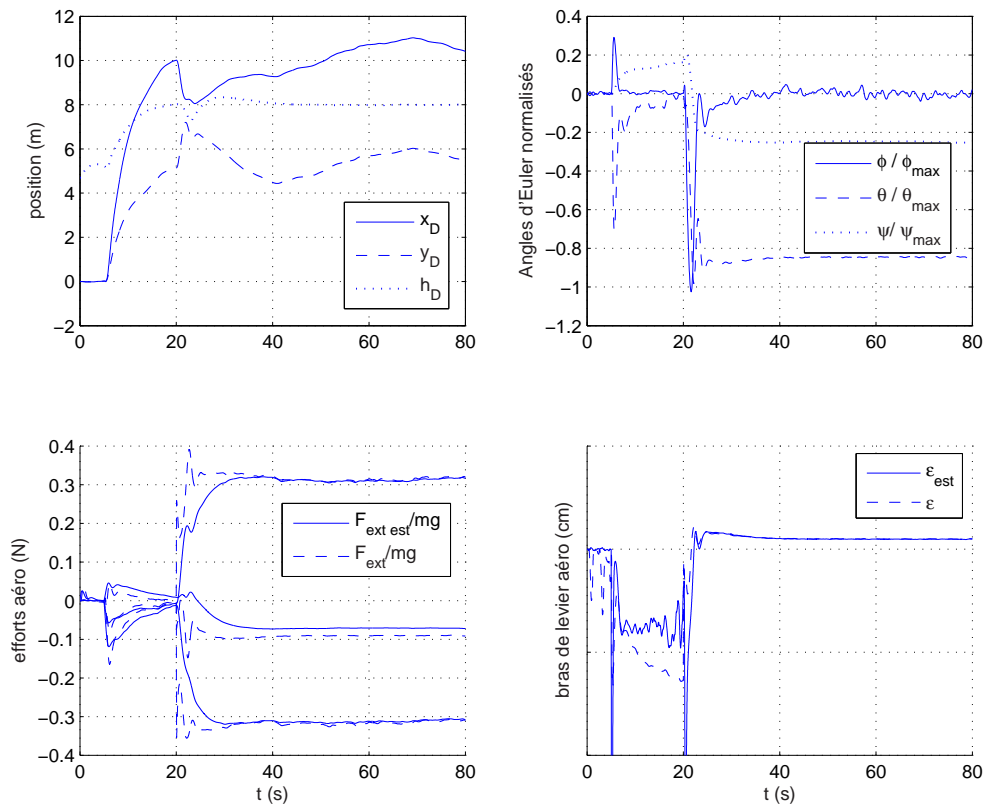 12
10
8
6
4
2
0
−2
position (m)
0
20
40
60
80
x_D
y_D
h_D
0.4
0.2
0
−0.2
−0.4
−0.6
−0.8
−1
−1.2
Angles d'Euler normalisés
0
20
40
60
80
ϕ / ϕ_max
θ / θ_max
ψ/ ψ_max
0.4
0.3
0.2
0.1
0
−0.1
−0.2
−0.3
−0.4
efforts aéro (N)
0
20
40
60
80
t (s)
F_ext est/mg
F_ext/mg
bras de levier aéro (cm)
0
20
40
60
80
t (s)
ε_est
ε